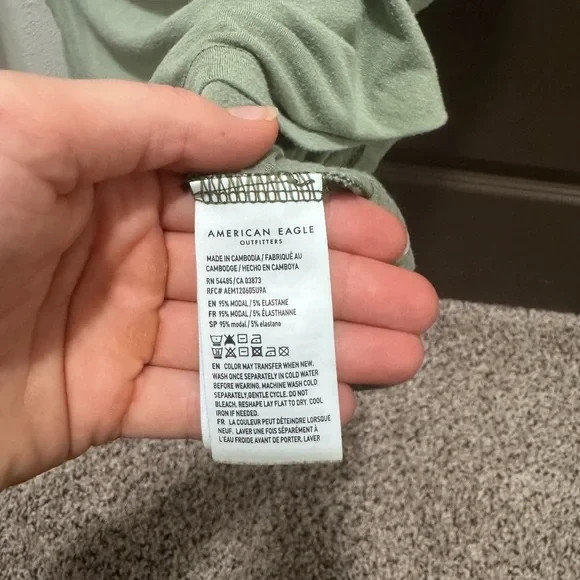 AMERICAN EAGLE
OUTFITTERS
MADE IN CAMBODIA / FABRIQUÉ AU
CAMBODGE / HECHO EN CAMBOYA
RN 54485/ CA 03873
RFC# AEM120605U9A
EN 95% MODAL / 5% ELASTANE
FR 95% MODAL / 5% ÉLASTHANNE
SP 95% modal / 5% elastano
EN COLOR MAY TRANSFER WHEN NEW.
WASH ONCE SEPARATELY IN COLD WATER
BEFORE WEARING. MACHINE WASH COLD
SEPARATELY,GENTLE CYCLE. DO NOT
BLEACH. RESHAPE LAY FLAT TO DRY. COOL
IRON IF NEEDED.
FR LA COULEUR PEUT DÉTEINDRE LORSQUE
NEUF. LAVER UNE FOIS SÉPARÉMENT À
L'EAU FROIDE AVANT DE PORTER. LAVER